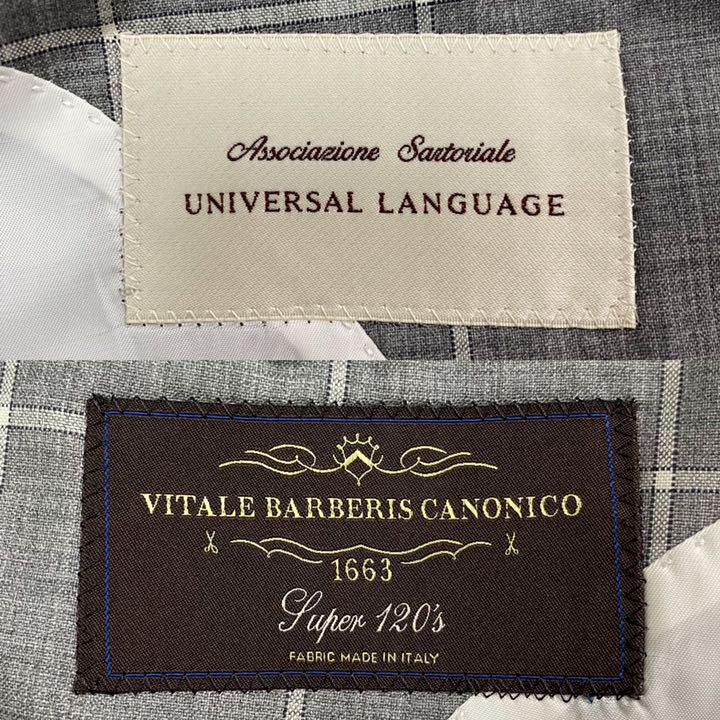 Associazione Sartoriale
UNIVERSAL LANGUAGE
VITALE BARBERIS CANONICO
1663
Super 120's
FABRIC MADE IN ITALY